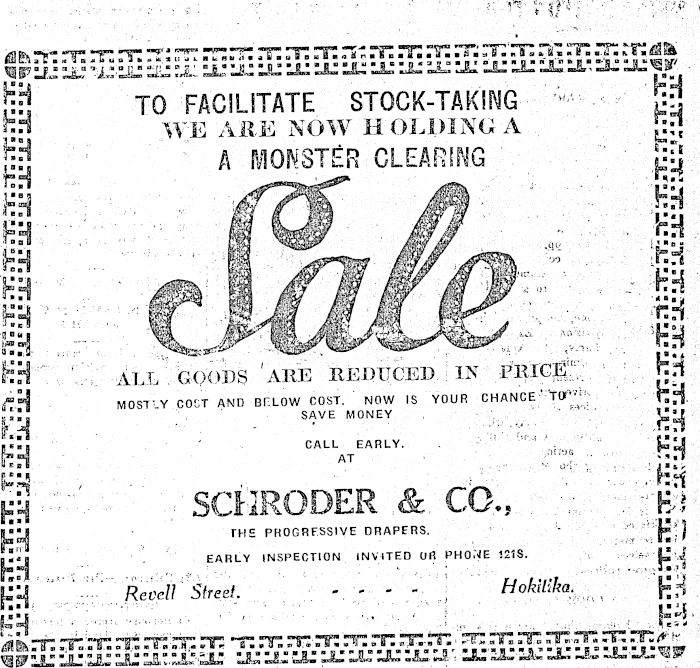 TO FACILITATE STOCK-TAKING
WE ARE NOW HOLDING A
A MONSTER CLEARING
Sale
ALL GOODS ARE REDUCED IN PRICE
MOSTLY COST AND BELOW COST. NOW IS YOUR CHANCE TO
SAVE MONEY
CALL EARLY.
AT
SCHRODER & CO.,
THE PROGRESSIVE DRAPERS.
EARLY INSPECTION INVITED OR PHONE 121S.
Revell Street. - - - - Hokitika.